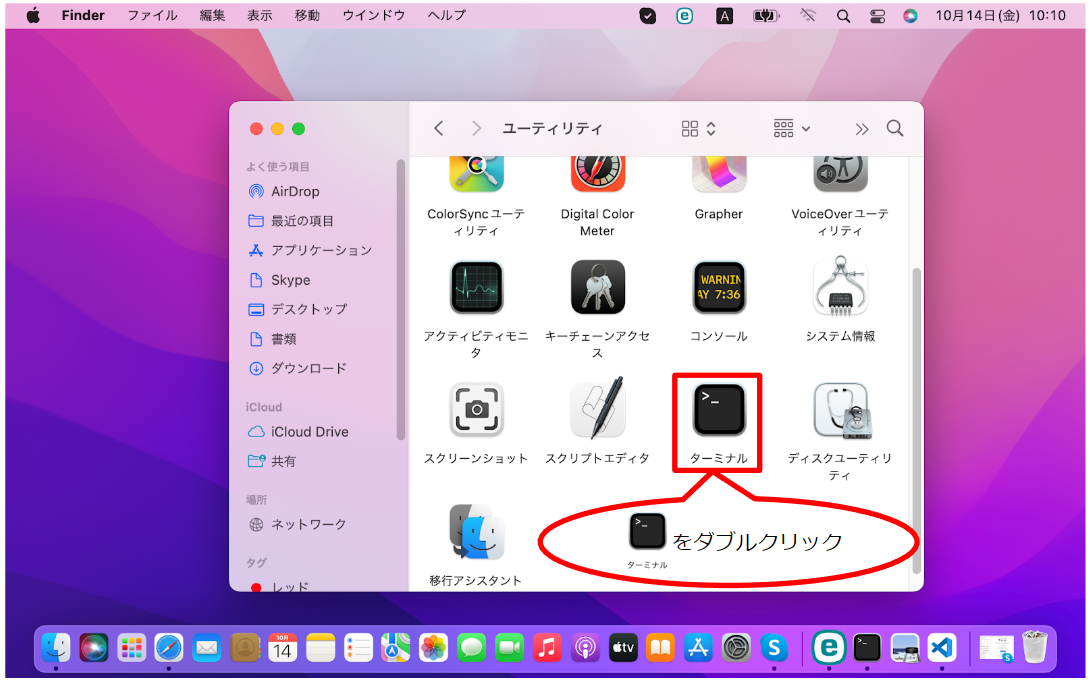 Finder ファイル 編集 表示 移動 ウインドウ ヘルプ A 10月14日(金) 10:10
ユーティリティ
よく使う項目
AirDrop
最近の項目
アプリケーション
Skype
デスクトップ
書類
ダウンロード
iCloud
iCloud Drive
共有
場所
ネットワーク
タグ
レッド
ColorSync ユーテ
ィリティ
Digital Color
Meter
Grapher
VoiceOver ユーテ
ィリティ
WARNIN
AY 7:36
アクティビティモニ
タ
キーチェーンアクセ
ス
コンソール
システム情報
>_
スクリーンショット
スクリプトエディタ
ターミナル
ディスクユーティリ
ティ
移行アシスタント
>_
ターミナル
をダブルクリック
10月
14
tv
S
e
>_
S